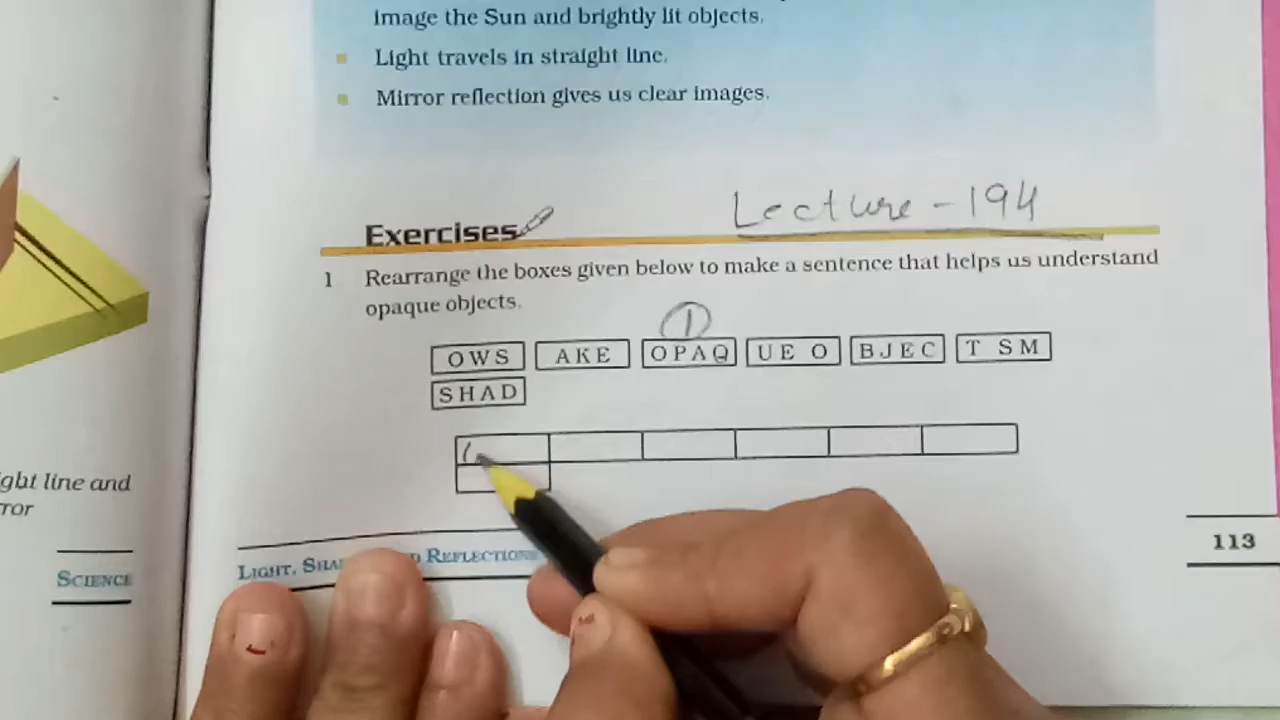 image the Sun and brightly lit objects.
Light travels in straight line.
Mirror reflection gives us clear images.
Lecture - 194
Exercises
1 Rearrange the boxes given below to make a sentence that helps us understand
opaque objects.
1
OWS AKE OPAQ UE O BJEC T SM
SHAD
ght line and
ror
SCIENCE
LIGHT, REFLECTIONS
113